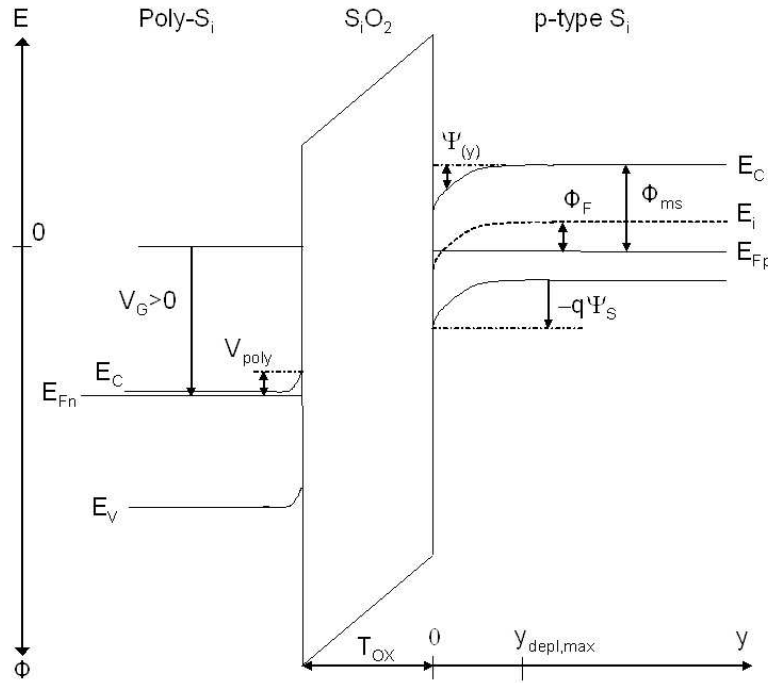 E Poly-Si SiO2 p-type Si
Ψ(y)
EC
ΦF Φms
Ei
0
EFp
VG>0
–qΨS
Vpoly
EC
EFn
EV
TOX 0 ydepl,max y
Φ